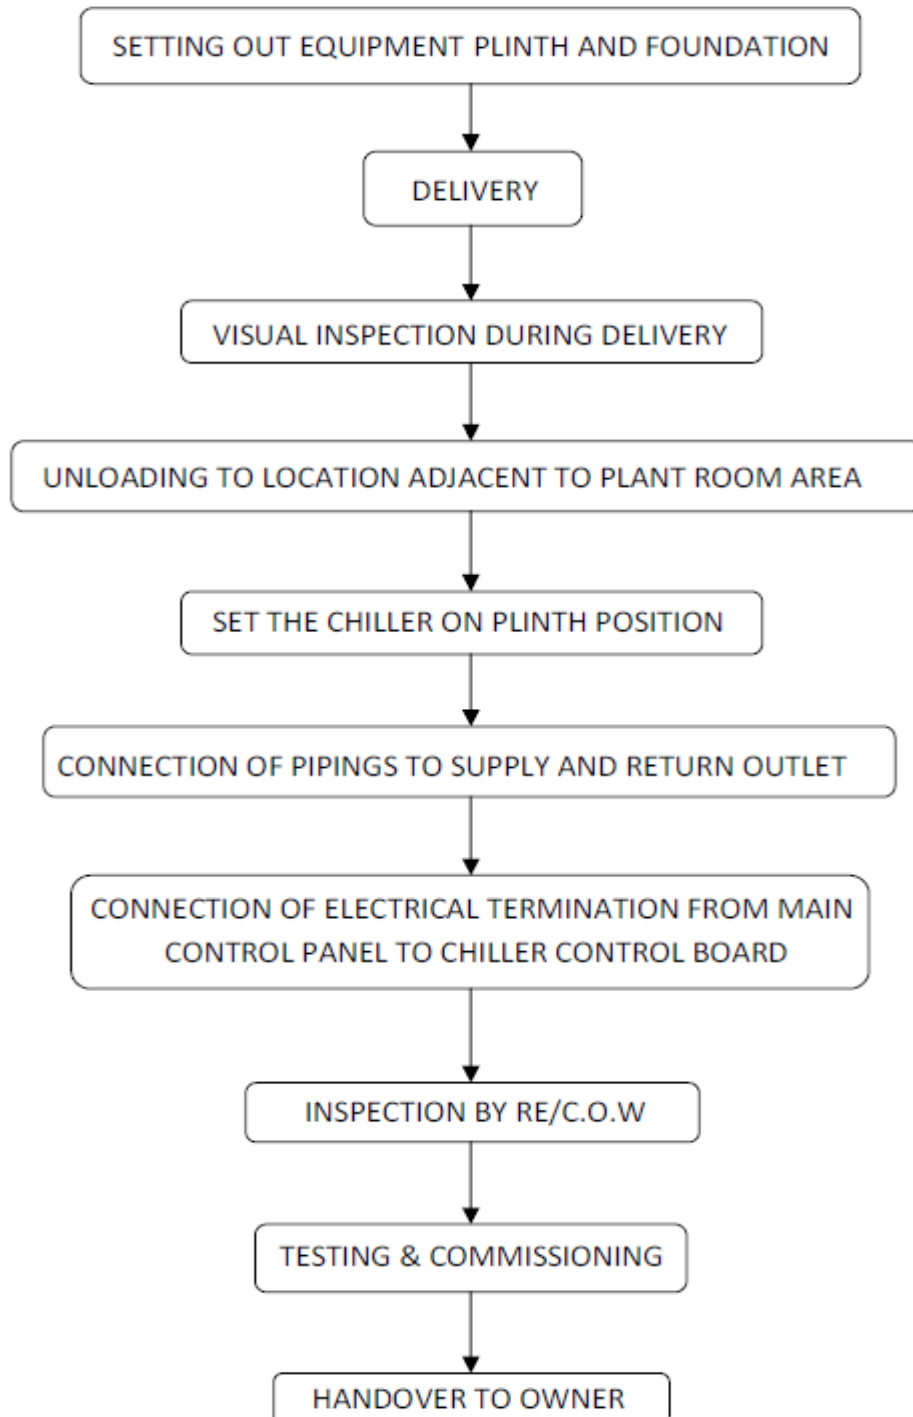 SETTING OUT EQUIPMENT PLINTH AND FOUNDATION
DELIVERY
VISUAL INSPECTION DURING DELIVERY
UNLOADING TO LOCATION ADJACENT TO PLANT ROOM AREA
SET THE CHILLER ON PLINTH POSITION
CONNECTION OF PIPINGS TO SUPPLY AND RETURN OUTLET
CONNECTION OF ELECTRICAL TERMINATION FROM MAIN
CONTROL PANEL TO CHILLER CONTROL BOARD
INSPECTION BY RE/C.O.W
TESTING & COMMISSIONING
HANDOVER TO OWNER